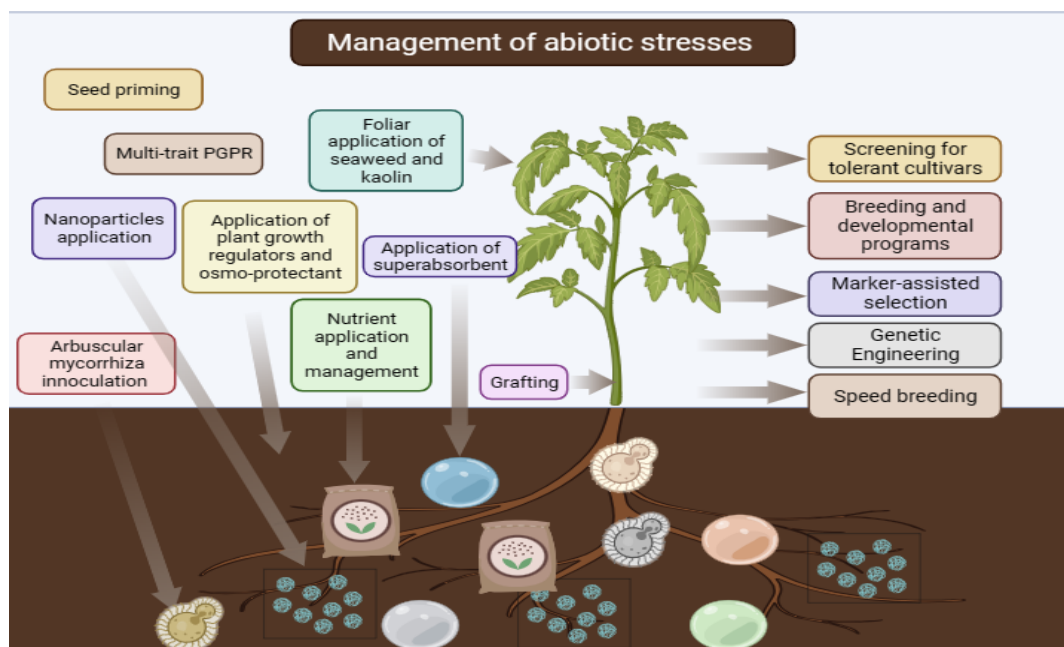 Management of abiotic stresses
Seed priming
Multi-trait PGPR
Foliar
application of
seaweed and
kaolin
Nanoparticles
application
Application of
plant growth
regulators and
osmo-protectant
Application of
superabsorbent
Nutrient
application
and
management
Arbuscular
mycorrhiza
innoculation
Grafting
Screening for
tolerant cultivars
Breeding and
developmental
programs
Marker-assisted
selection
Genetic
Engineering
Speed breeding